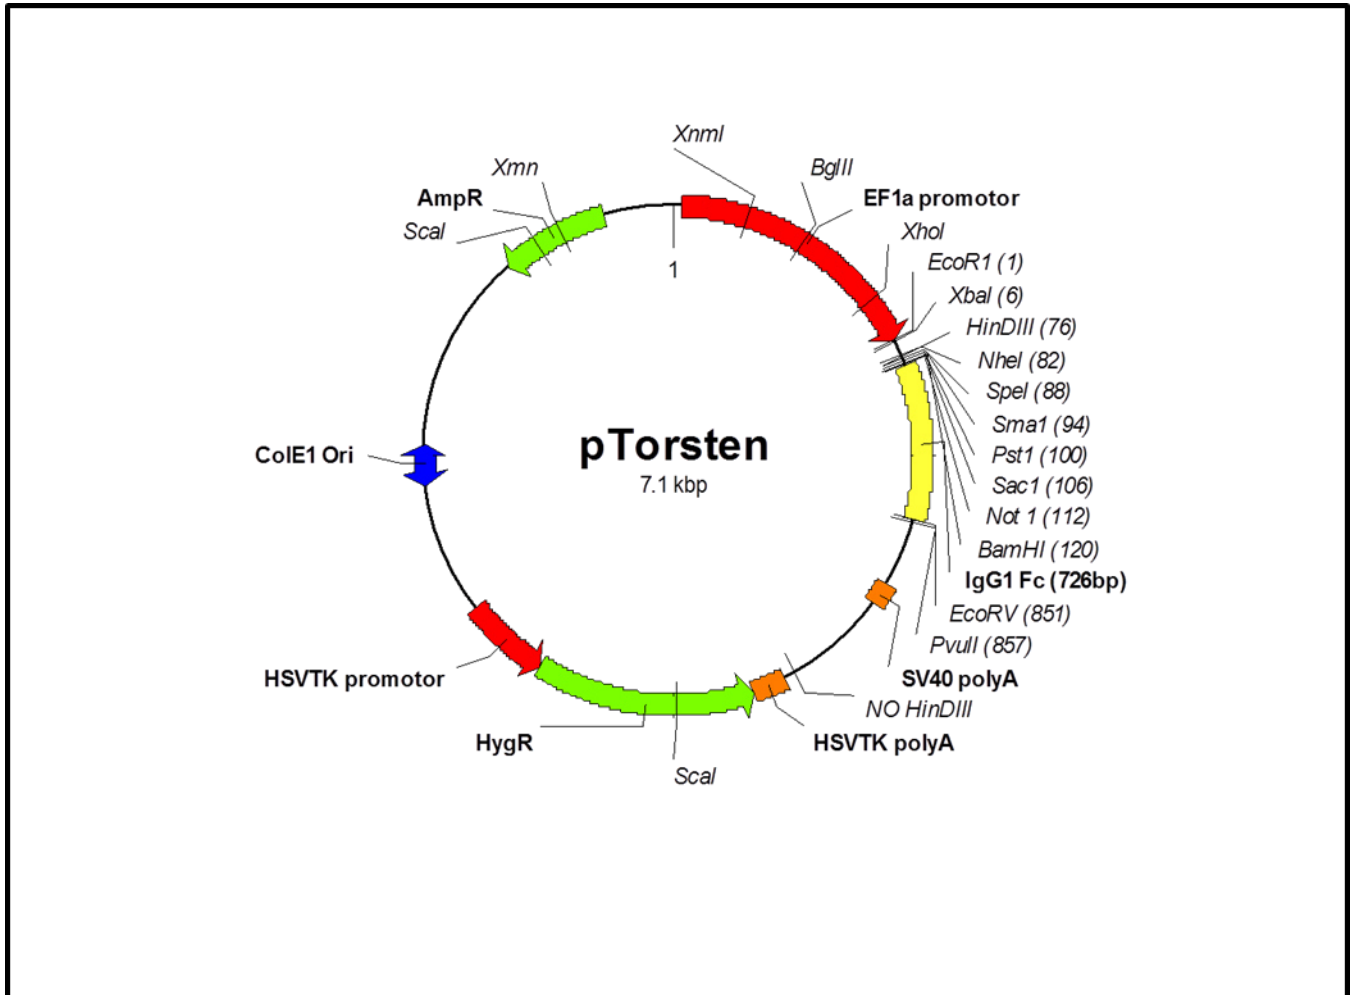 XnmI
Xmn
BglII
AmpR
EF1a promotor
ScaI
XhoI
EcoR1 (1)
1
XbaI (6)
HinDIII (76)
NheI (82)
SpeI (88)
Sma1 (94)
pTorsten
7.1 kbp
ColE1 Ori
Pst1 (100)
Sac1 (106)
Not 1 (112)
BamHI (120)
IgG1 Fc (726bp)
EcoRV (851)
PvuII (857)
HSVTK promotor
SV40 polyA
NO HinDIII
HygR
HSVTK polyA
ScaI